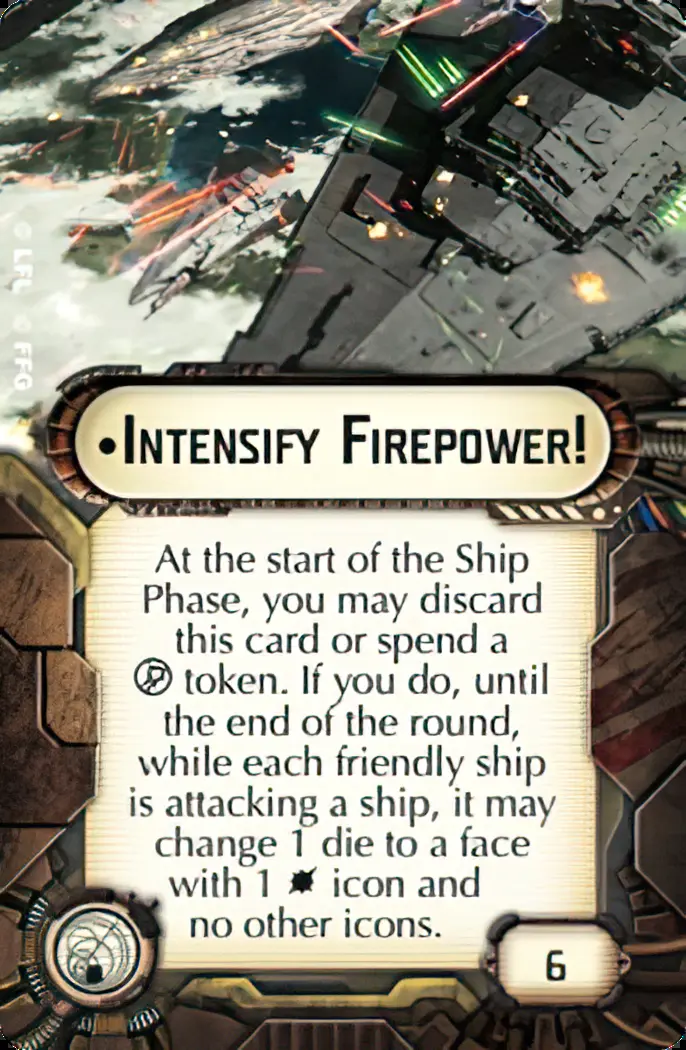 © LFL © FFG
•Intensify Firepower!
At the start of the Ship
Phase, you may discard
this card or spend a
token. If you do, until
the end of the round,
while each friendly ship
is attacking a ship, it may
change 1 die to a face
with 1 icon and
no other icons.
6